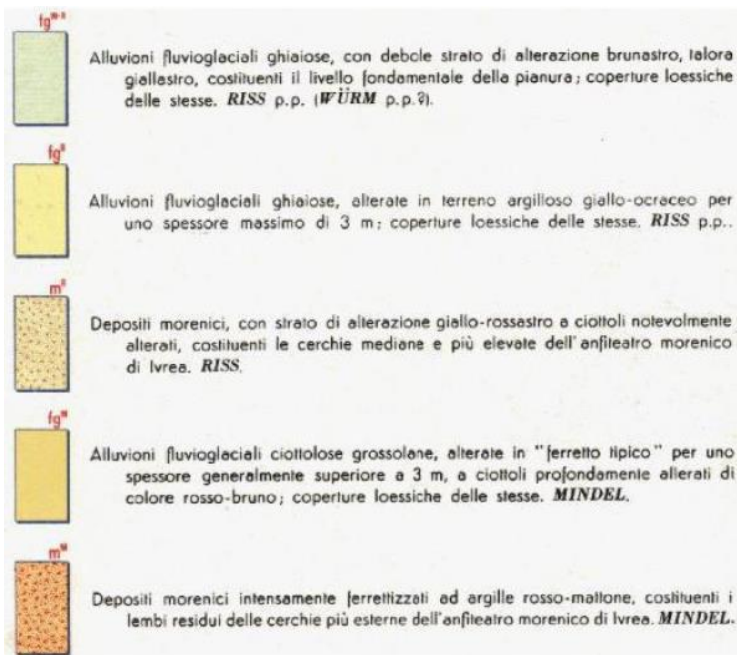 fgW-R
Alluvioni fluvioglaciali ghiaiose, con debole strato di alterazione brunastro, talora
giallastro, costituenti il livello fondamentale della pianura; coperture loessiche
delle stesse. RISS p.p. (WÜRM p.p.?).
fgR
Alluvioni fluvioglaciali ghiaiose, alterate in terreno argilloso giallo-ocraceo per
uno spessore massimo di 3 m; coperture loessiche delle stesse. RISS p.p..
mR
Depositi morenici, con strato di alterazione giallo-rossastro a ciottoli notevolmente
alterati, costituenti le cerchie mediane e più elevate dell'anfiteatro morenico
di Ivrea. RISS.
fgM
Alluvioni fluvioglaciali ciottolose grossolane, alterate in "ferretto tipico" per uno
spessore generalmente superiore a 3 m, a ciottoli profondamente alterati di
colore rosso-bruno; coperture loessiche delle stesse. MINDEL.
mM
Depositi morenici intensamente ferrettizzati ad argille rosso-mattone, costituenti i
lembi residui delle cerchie più esterne dell'anfiteatro morenico di Ivrea. MINDEL.